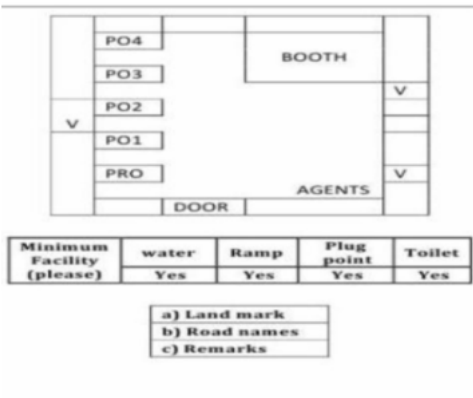 PO4
BOOTH
PO3
V
PO2
V
PO1
PRO
V
AGENTS
DOOR
Minimum Facility (please)
water
Ramp
Plug point
Toilet
Yes
Yes
Yes
Yes
a) Land mark
b) Road names
c) Remarks